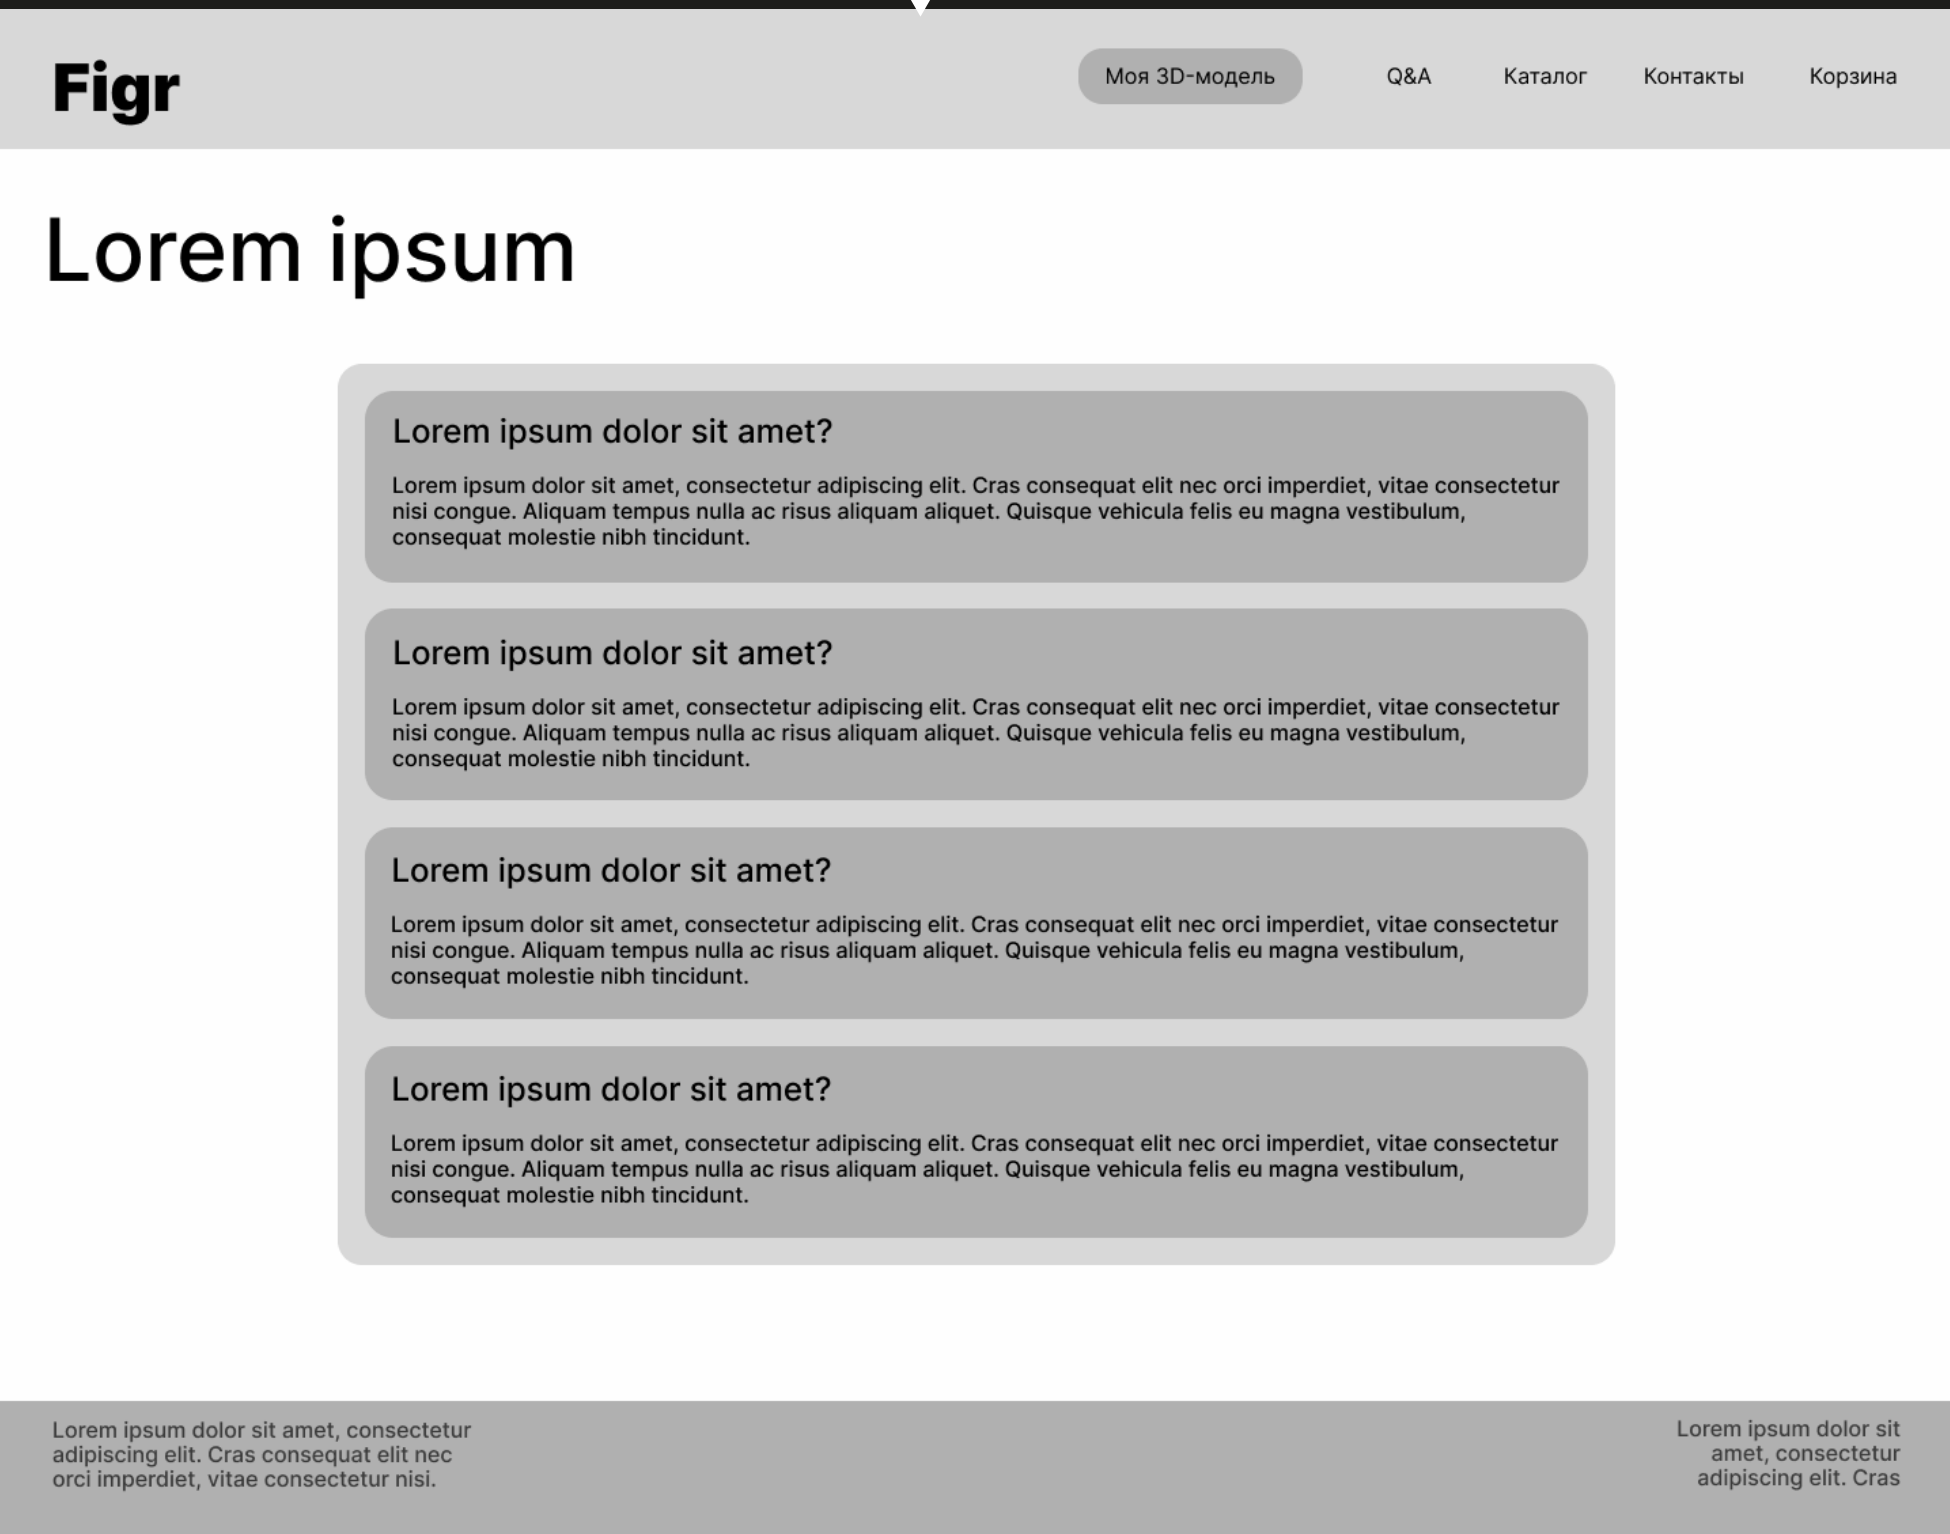 Figr
Моя 3D-модель
Q&A
Каталог
Контакты
Корзина
Lorem ipsum
Lorem ipsum dolor sit amet?
Lorem ipsum dolor sit amet, consectetur adipiscing elit. Cras consequat elit nec orci imperdiet, vitae consectetur
nisi congue. Aliquam tempus nulla ac risus aliquam aliquet. Quisque vehicula felis eu magna vestibulum,
consequat molestie nibh tincidunt.
Lorem ipsum dolor sit amet?
Lorem ipsum dolor sit amet, consectetur adipiscing elit. Cras consequat elit nec orci imperdiet, vitae consectetur
nisi congue. Aliquam tempus nulla ac risus aliquam aliquet. Quisque vehicula felis eu magna vestibulum,
consequat molestie nibh tincidunt.
Lorem ipsum dolor sit amet?
Lorem ipsum dolor sit amet, consectetur adipiscing elit. Cras consequat elit nec orci imperdiet, vitae consectetur
nisi congue. Aliquam tempus nulla ac risus aliquam aliquet. Quisque vehicula felis eu magna vestibulum,
consequat molestie nibh tincidunt.
Lorem ipsum dolor sit amet?
Lorem ipsum dolor sit amet, consectetur adipiscing elit. Cras consequat elit nec orci imperdiet, vitae consectetur
nisi congue. Aliquam tempus nulla ac risus aliquam aliquet. Quisque vehicula felis eu magna vestibulum,
consequat molestie nibh tincidunt.
Lorem ipsum dolor sit amet, consectetur
adipiscing elit. Cras consequat elit nec
orci imperdiet, vitae consectetur nisi.
Lorem ipsum dolor sit
amet, consectetur
adipiscing elit. Cras